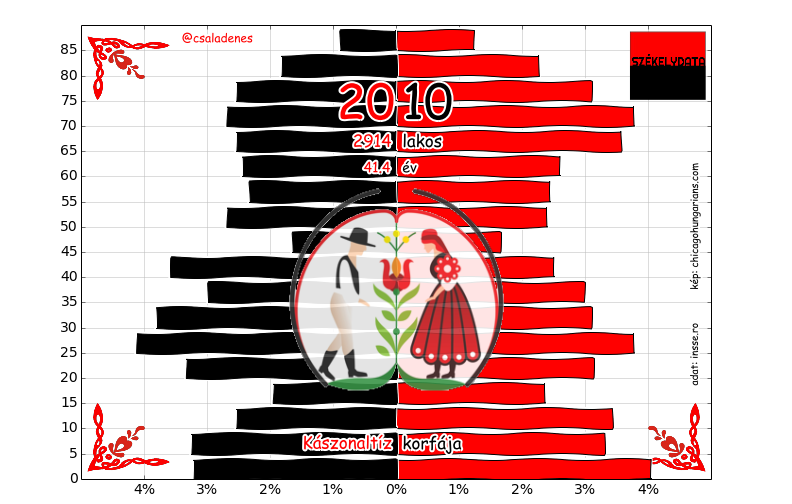 @csaladenes
SZÉKELYDATA
2010
2914 lakos
41.4 év
Kászonaltíz korfája
kép: chicagohungarians.com
adat: insse.ro
85
80
75
70
65
60
55
50
45
40
35
30
25
20
15
10
5
0
4% 3% 2% 1% 0% 1% 2% 3% 4%